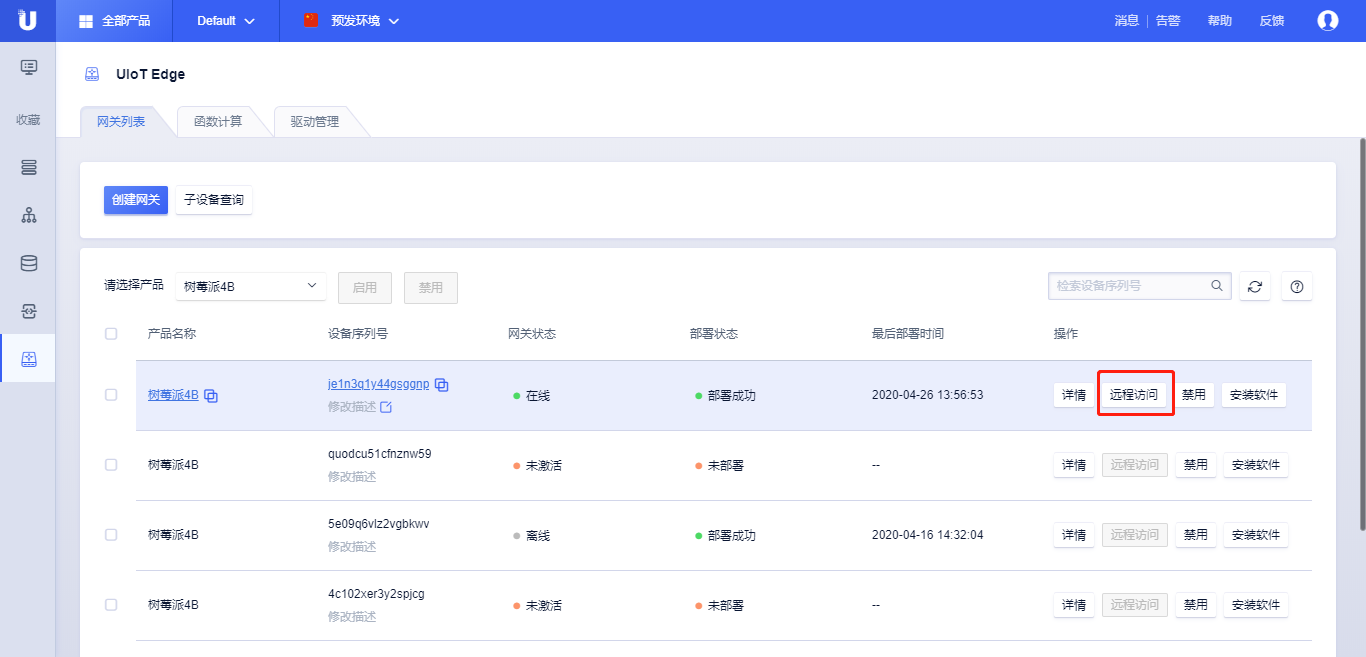 U 全部产品 Default 预发环境 消息 告警 帮助 反馈
收藏
UIoT Edge
网关列表 函数计算 驱动管理
创建网关 子设备查询
请选择产品 树莓派4B 启用 禁用 检索设备序列号
产品名称 设备序列号 网关状态 部署状态 最后部署时间 操作
树莓派4B je1n3q1y44gsggnp 在线 部署成功 2020-04-26 13:56:53 详情 远程访问 禁用 安装软件
修改描述
树莓派4B quodcu51cfnznw59 未激活 未部署 -- 详情 远程访问 禁用 安装软件
修改描述
树莓派4B 5e09q6vlz2vgbkwv 离线 部署成功 2020-04-16 14:32:04 详情 远程访问 禁用 安装软件
修改描述
树莓派4B 4c102xer3y2spjcg 未激活 未部署 -- 详情 远程访问 禁用 安装软件
修改描述